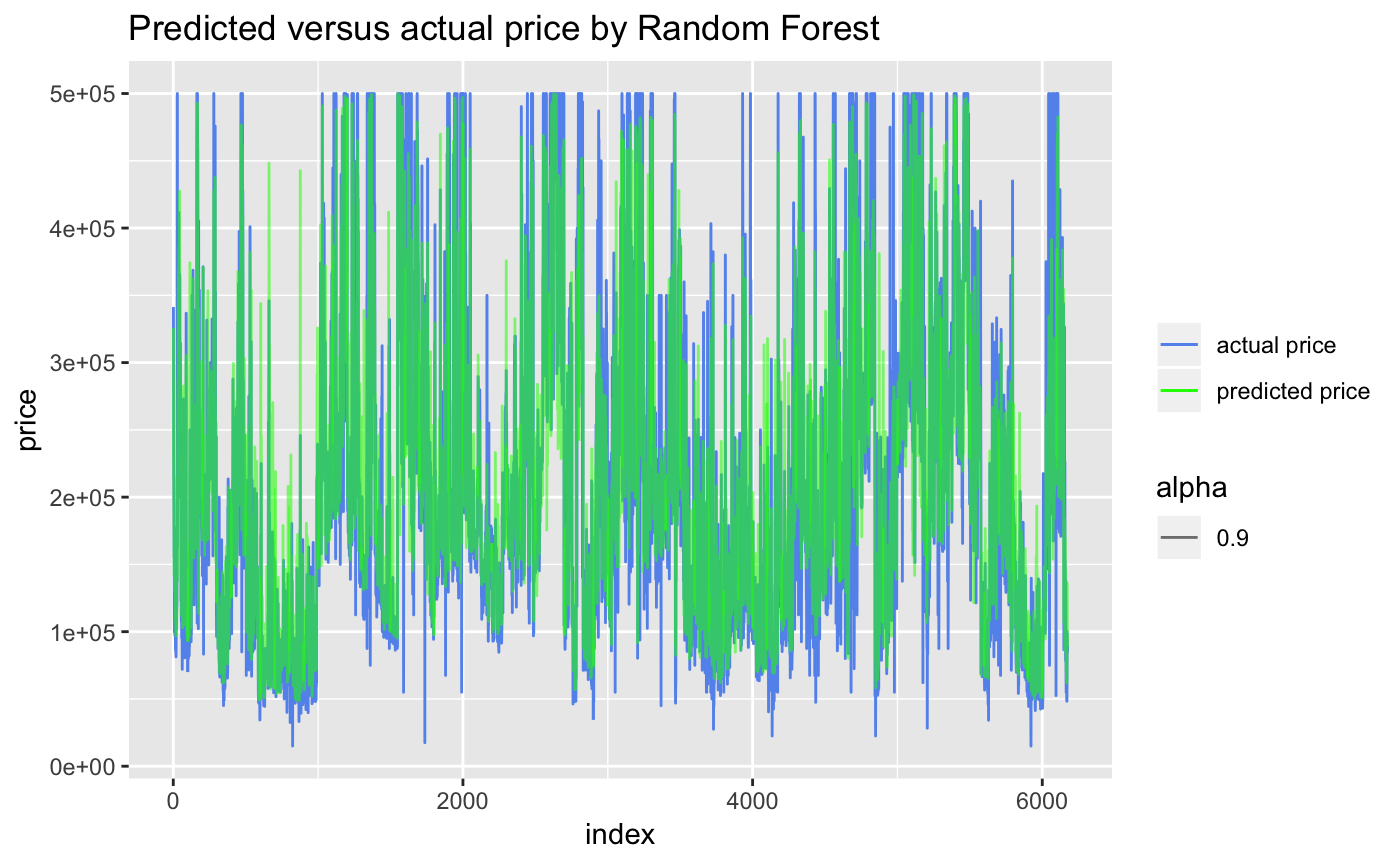 Predicted versus actual price by Random Forest
5e+05
4e+05
3e+05
2e+05
1e+05
0e+00
price
0 2000 4000 6000
index
actual price
predicted price
alpha
0.9